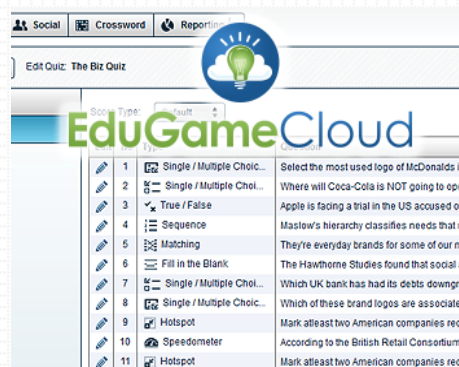 Social Crossword Reporting
Edit Quiz: The Biz Quiz
Score Type: Default
EduGameCloud
Type Question
1 Single / Multiple Choic... Select the most used logo of McDonalds i
2 Single / Multiple Choi... Where will Coca-Cola is NOT going to op
3 True / False Apple is facing a trial in the US accused o
4 Sequence Maslow's hierarchy classifies needs that
5 Matching They're everyday brands for some of our n
6 Fill in the Blank The Hawthorne Studies found that social
7 Single / Multiple Choi... Which UK bank has had its debts downgr
8 Single / Multiple Choic... Which of these brand logos are associate
9 Hotspot Mark atleast two American companies rec
10 Speedometer According to the British Retail Consortium
11 Hotspot Mark atleast two American companies rec